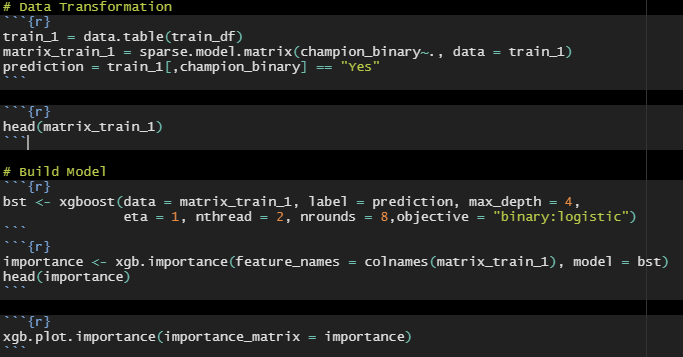 # Data Transformation
```{r}
train_1 = data.table(train_df)
matrix_train_1 = sparse.model.matrix(champion_binary~., data = train_1)
prediction = train_1[,champion_binary] == "Yes"
```
```{r}
head(matrix_train_1)
```
# Build Model
```{r}
bst <- xgboost(data = matrix_train_1, label = prediction, max_depth = 4,
eta = 1, nthread = 2, nrounds = 8,objective = "binary:logistic")
```
```{r}
importance <- xgb.importance(feature_names = colnames(matrix_train_1), model = bst)
head(importance)
```
```{r}
xgb.plot.importance(importance_matrix = importance)
```